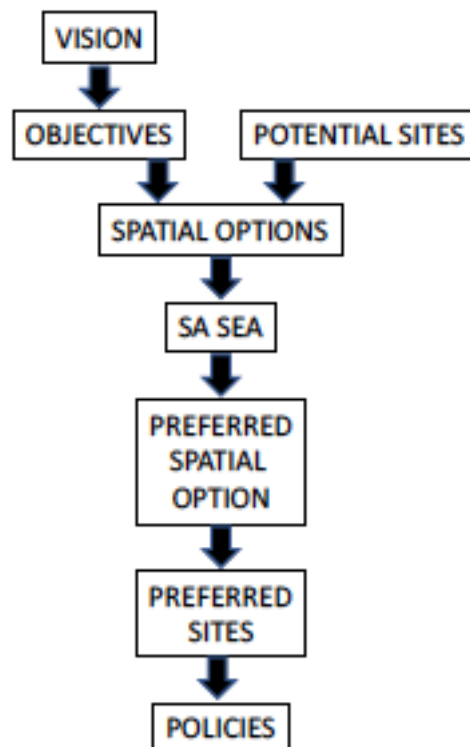 VISION
OBJECTIVES
POTENTIAL SITES
SPATIAL OPTIONS
SA SEA
PREFERRED
SPATIAL
OPTION
PREFERRED
SITES
POLICIES